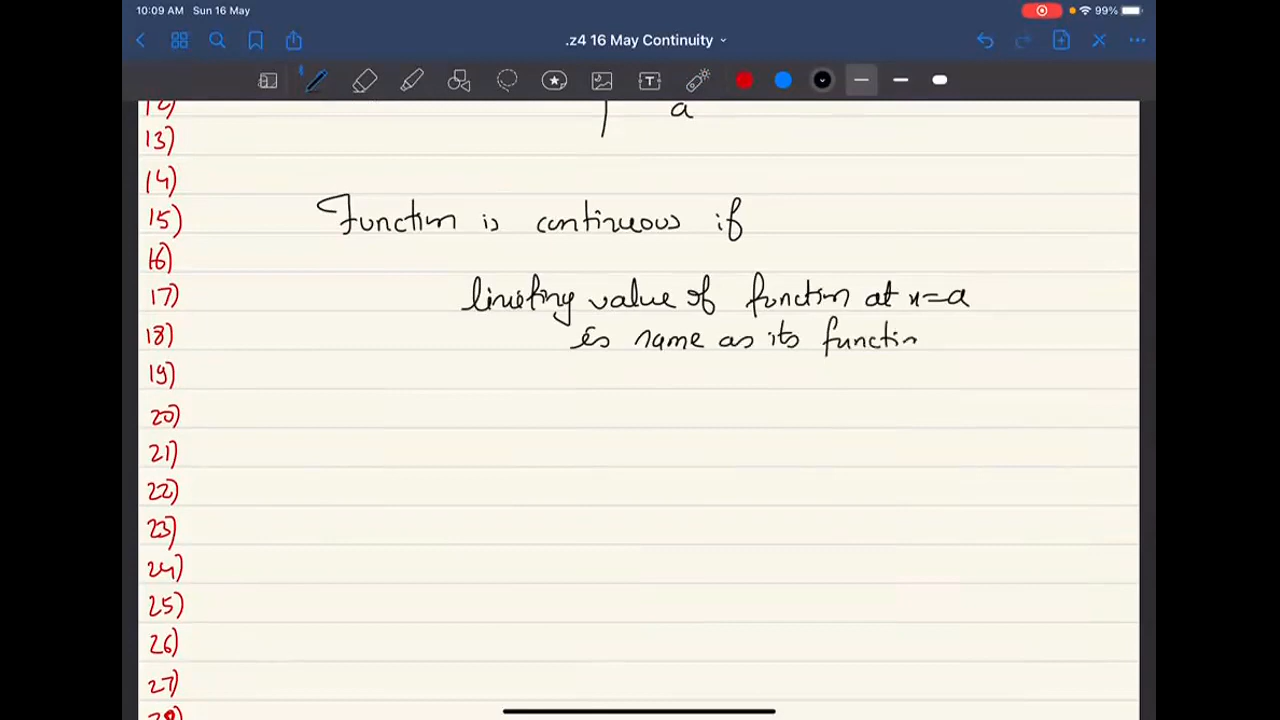 10:09 AM Sun 16 May
99%
.z4 16 May Continuity
a
13)
14)
15) Function is continuous if
16)
17) limiting value of function at x=a
18) is same as its function
19)
20)
21)
22)
23)
24)
25)
26)
27)